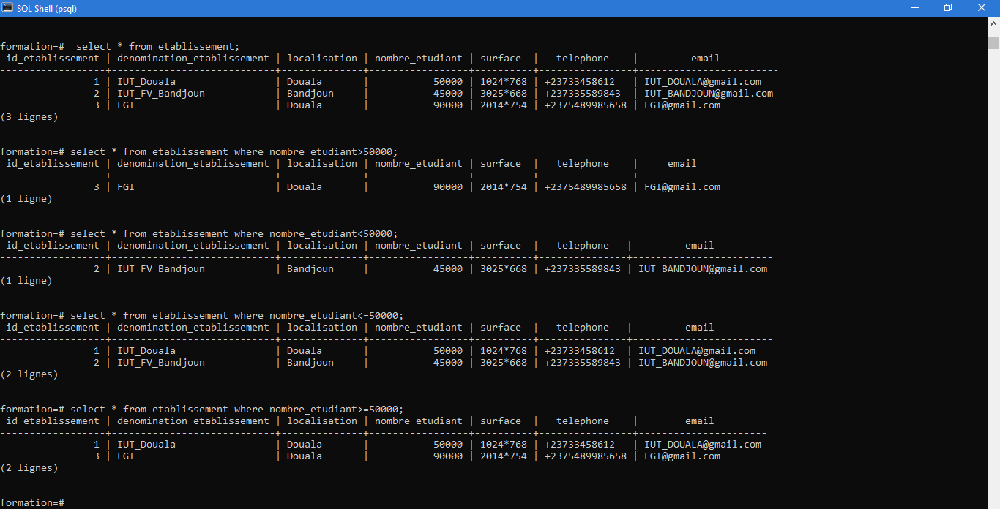 SQL Shell (psql)
formation=#  select * from etablissement;
 id_etablissement | denomination_etablissement | localisation | nombre_etudiant | surface  |   telephone    |         email
------------------+----------------------------+--------------+-----------------+----------+----------------+------------------------
                1 | IUT_Douala                 | Douala       |           50000 | 1024*768 | +23733458612   | IUT_DOUALA@gmail.com
                2 | IUT_FV_Bandjoun            | Bandjoun     |           45000 | 3025*668 | +237335589843  | IUT_BANDJOUN@gmail.com
                3 | FGI                        | Douala       |           90000 | 2014*754 | +2375489985658 | FGI@gmail.com
(3 lignes)
formation=# select * from etablissement where nombre_etudiant>50000;
 id_etablissement | denomination_etablissement | localisation | nombre_etudiant | surface  |   telephone    |     email
------------------+----------------------------+--------------+-----------------+----------+----------------+---------------
                3 | FGI                        | Douala       |           90000 | 2014*754 | +2375489985658 | FGI@gmail.com
(1 ligne)
formation=# select * from etablissement where nombre_etudiant<50000;
 id_etablissement | denomination_etablissement | localisation | nombre_etudiant | surface  |   telephone   |         email
------------------+----------------------------+--------------+-----------------+----------+---------------+------------------------
                2 | IUT_FV_Bandjoun            | Bandjoun     |           45000 | 3025*668 | +237335589843 | IUT_BANDJOUN@gmail.com
(1 ligne)
formation=# select * from etablissement where nombre_etudiant<=50000;
 id_etablissement | denomination_etablissement | localisation | nombre_etudiant | surface  |   telephone   |         email
------------------+----------------------------+--------------+-----------------+----------+---------------+------------------------
                1 | IUT_Douala                 | Douala       |           50000 | 1024*768 | +23733458612  | IUT_DOUALA@gmail.com
                2 | IUT_FV_Bandjoun            | Bandjoun     |           45000 | 3025*668 | +237335589843 | IUT_BANDJOUN@gmail.com
(2 lignes)
formation=# select * from etablissement where nombre_etudiant>=50000;
 id_etablissement | denomination_etablissement | localisation | nombre_etudiant | surface  |   telephone    |        email
------------------+----------------------------+--------------+-----------------+----------+----------------+----------------------
                1 | IUT_Douala                 | Douala       |           50000 | 1024*768 | +23733458612   | IUT_DOUALA@gmail.com
                3 | FGI                        | Douala       |           90000 | 2014*754 | +2375489985658 | FGI@gmail.com
(2 lignes)
formation=#